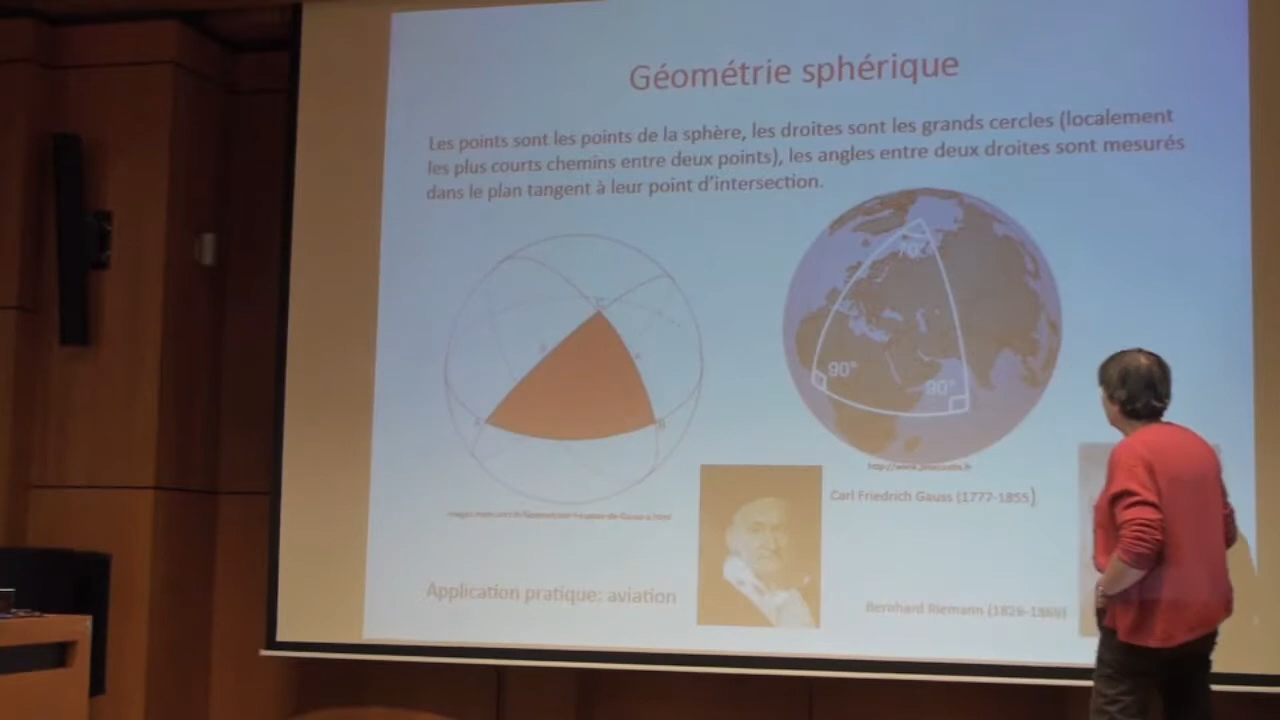 Géométrie sphérique
Les points sont les points de la sphère, les droites sont les grands cercles (localement
les plus courts chemins entre deux points), les angles entre deux droites sont mesurés
dans le plan tangent à leur point d'intersection.
70°
90°
90°
A
B
Carl Friedrich Gauss (1777-1855)
Application pratique: aviation
Bernhard Riemann (1826-1866)